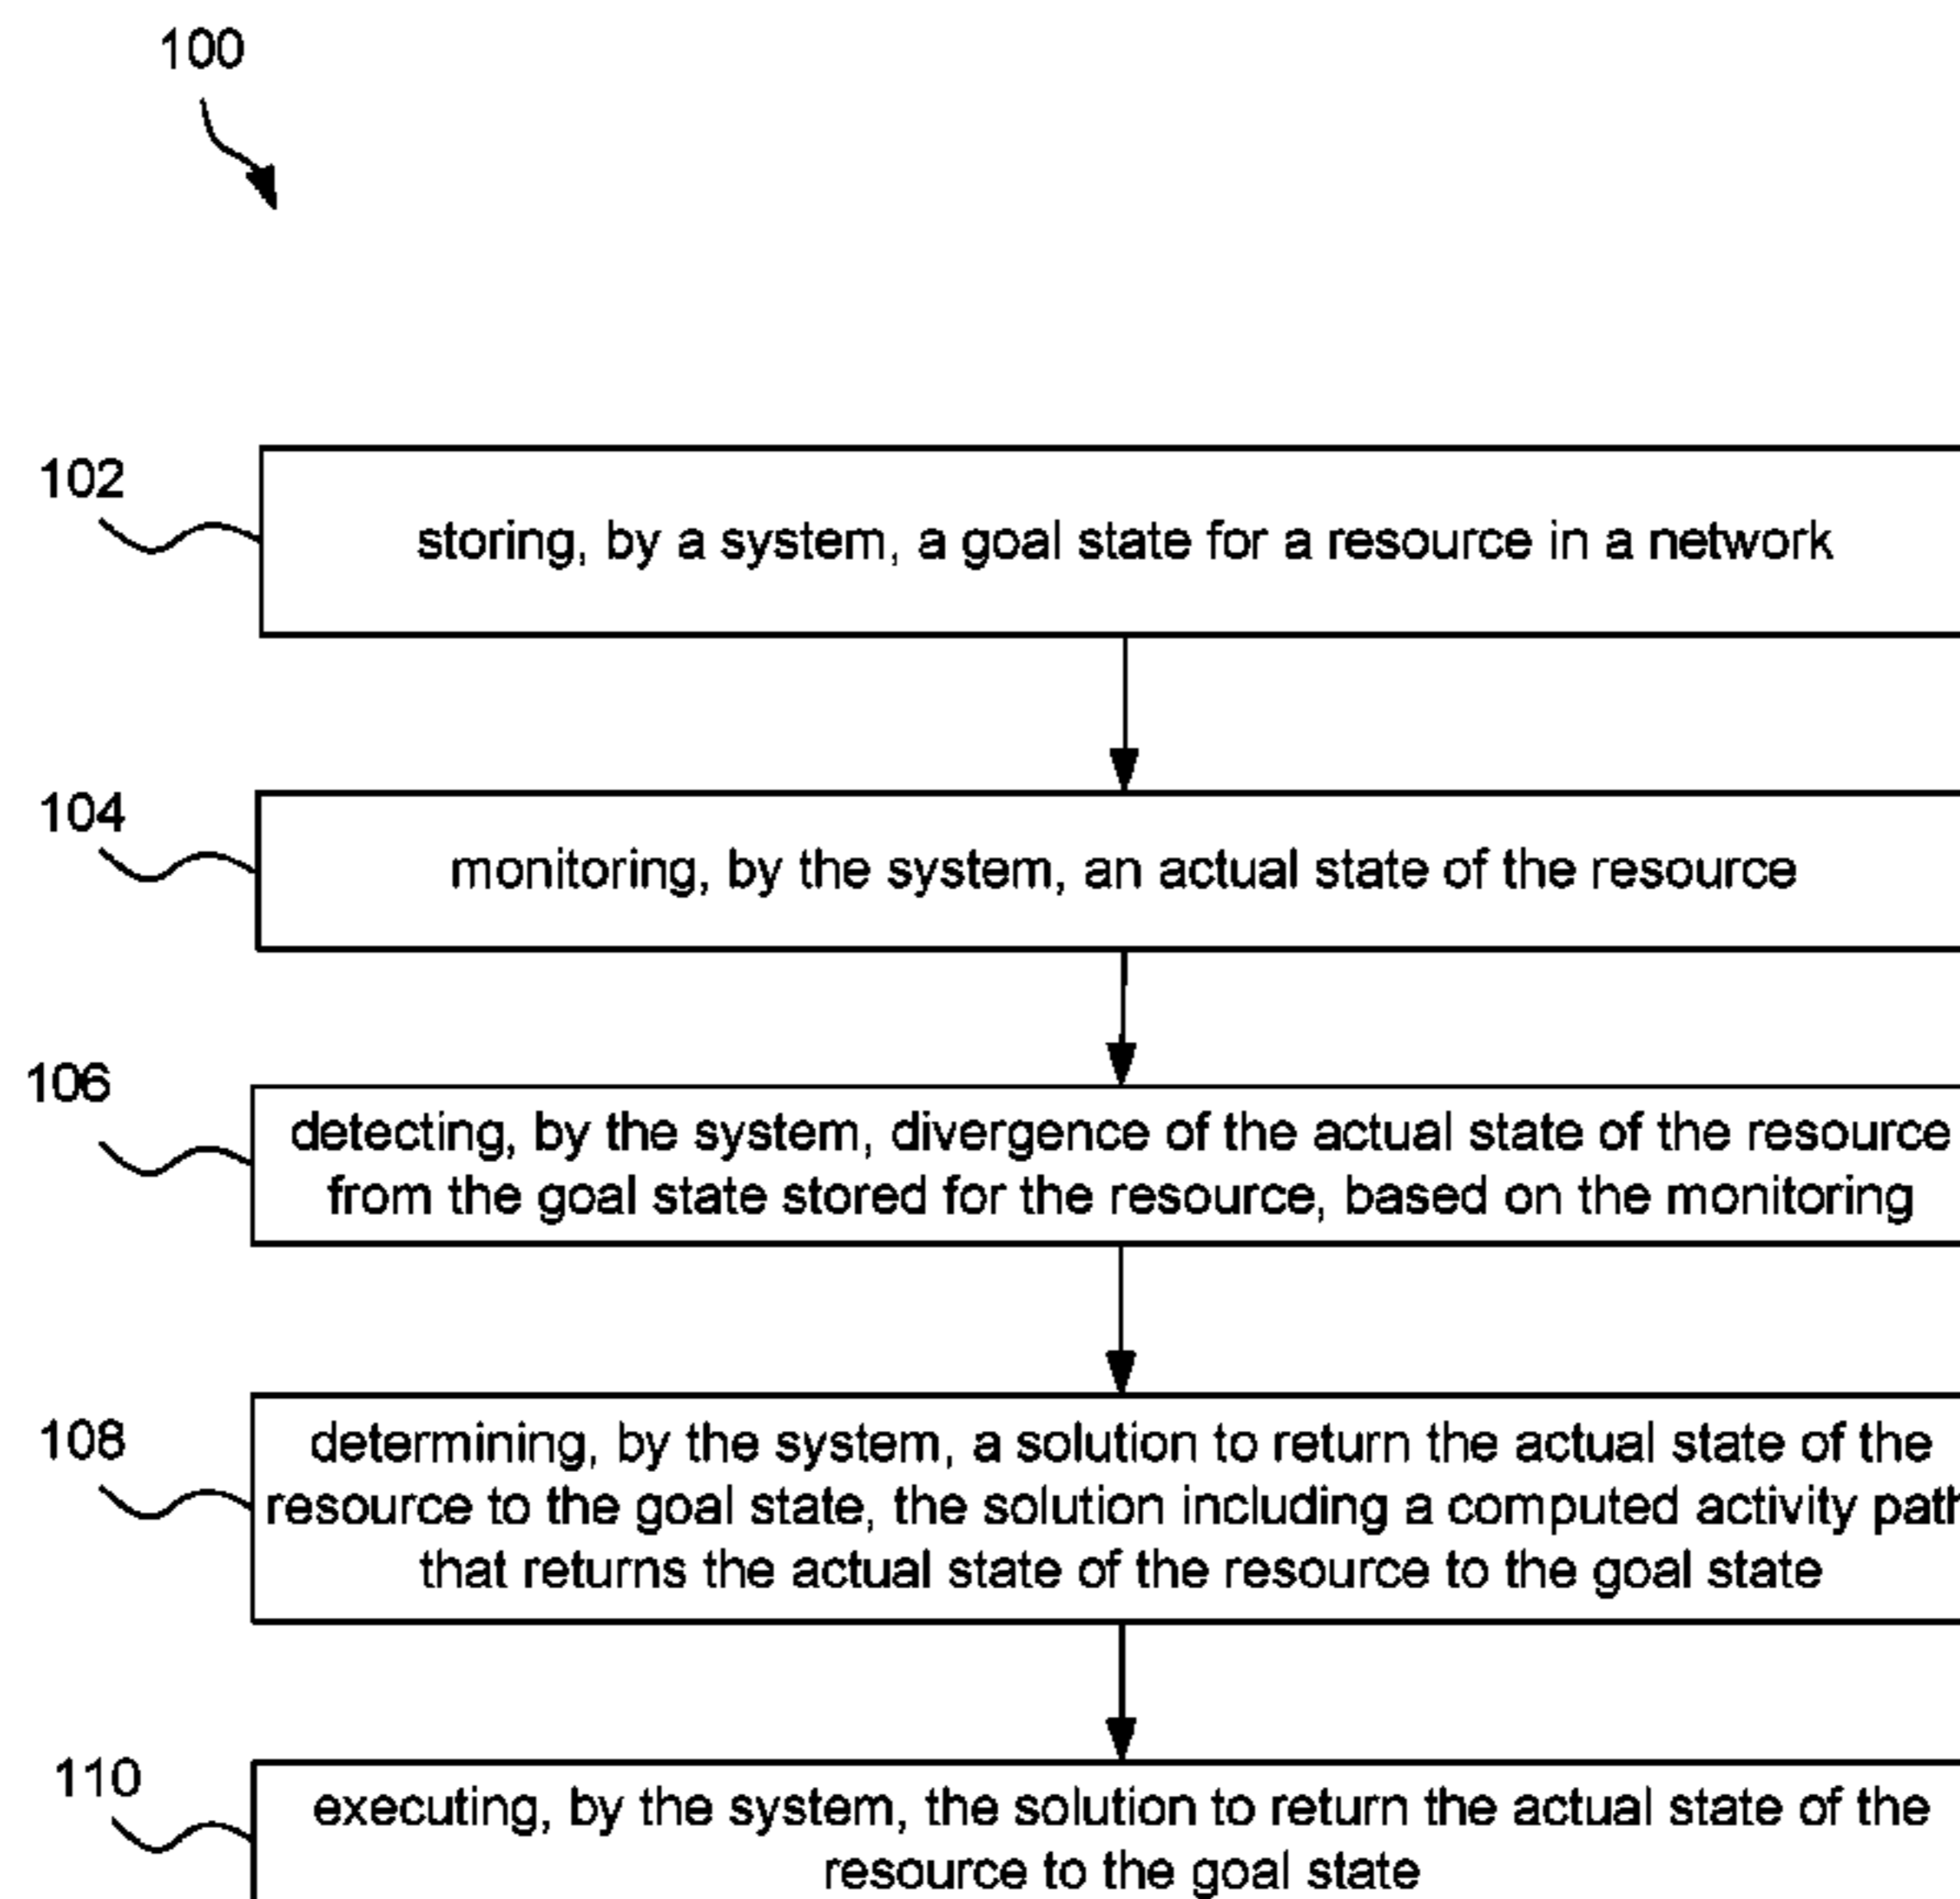 100
102
storing, by a system, a goal state for a resource in a network
104
monitoring, by the system, an actual state of the resource
106
detecting, by the system, divergence of the actual state of the resource
from the goal state stored for the resource, based on the monitoring
108
determining, by the system, a solution to return the actual state of the
resource to the goal state, the solution including a computed activity path
that returns the actual state of the resource to the goal state
110
executing, by the system, the solution to return the actual state of the
resource to the goal state